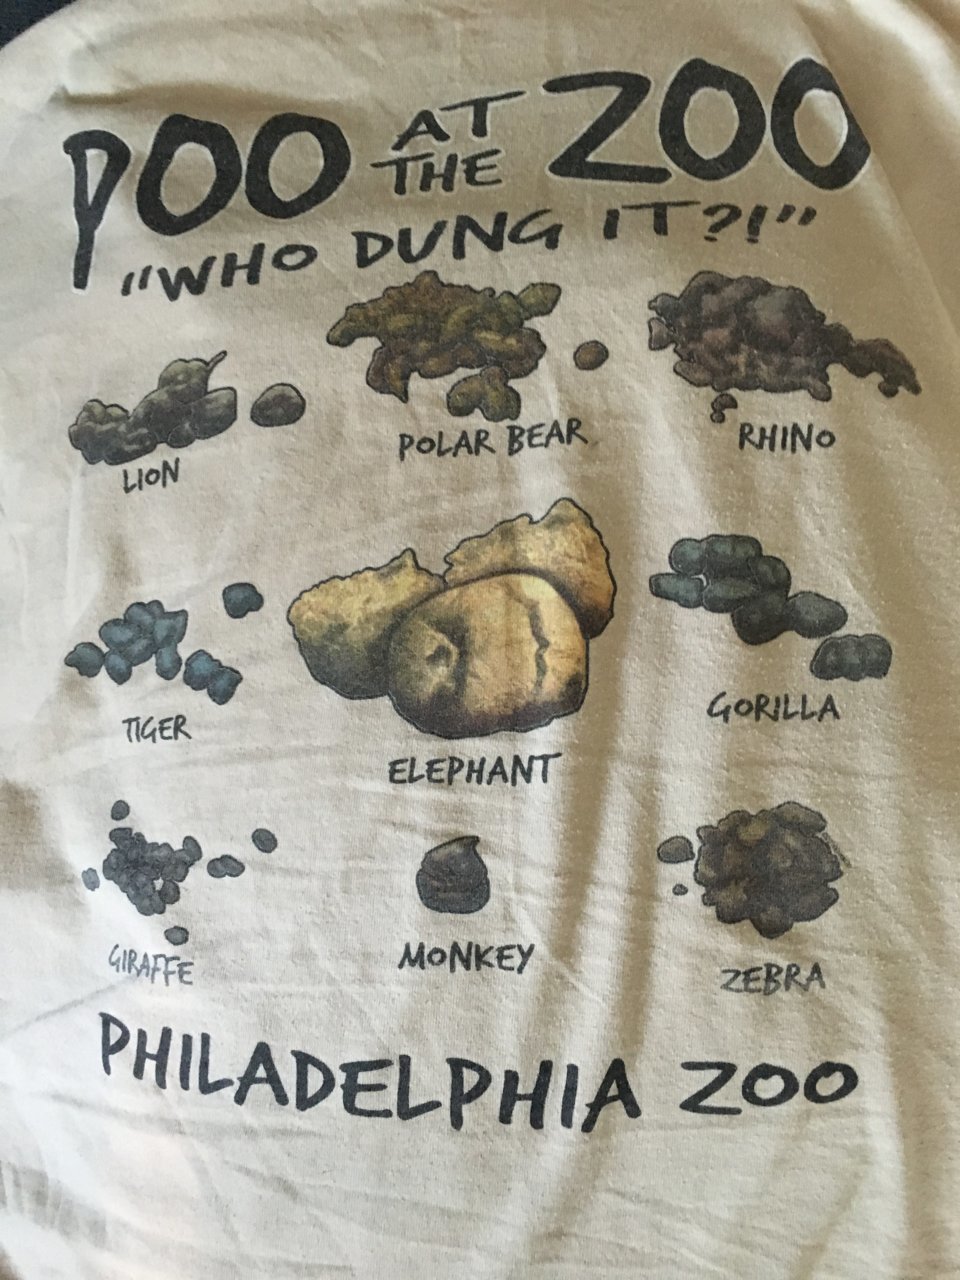 POO AT THE ZOO
"WHO DUNG IT?!"
LION
POLAR BEAR
RHINO
TIGER
ELEPHANT
GORILLA
GIRAFFE
MONKEY
ZEBRA
PHILADELPHIA ZOO